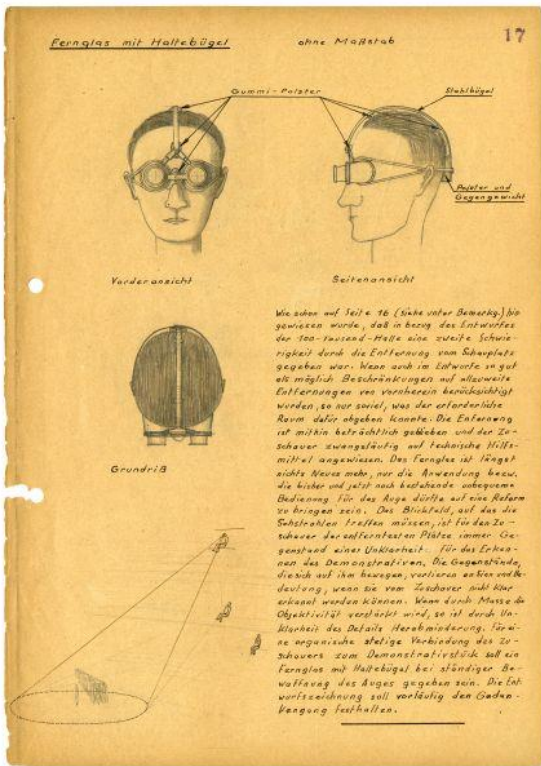 17
Fernglas mit Haltebügel ohne Maßstab
Gummi-Polster
Stahlbügel
Polster und
Gegengewicht
Vorderansicht
Seitenansicht
Grundriß
Wie schon auf Seite 16 (siehe unter Bemerkg.) hin
gewiesen wurde, daß in bezug des Entwurfes
der 100-tausend-Halle eine zweite Schwie-
rigkeit durch die Entfernung vom Schauplatz
gegeben war. Wenn auch im Entwurfe so gut
als möglich Beschränkungen auf allzuweite
Entfernungen von vornherein berücksichtigt
wurden, so nur soviel, was der erforderliche
Raum dafür abgeben konnte. Die Enfernung
ist mithin beträchtlich geblieben und der Zu-
schauer zwangsläufig auf technische Hilfs-
mittel angewiesen. Das Fernglas ist längst
nichts Neues mehr, nur die Anwendung bezw.
die bisher und jetzt noch bestehende unbequeme
Bedienung für das Auge dürfte auf eine Reform
zu bringen sein. Das Blickfeld, auf das die
Sehstrahlen treffen müssen, ist für den Zu-
schauer der entferntesten Plätze immer Ge-
genstand einer Unklarheit für das Erken-
nen des Demonstrativen. Die Gegenstände,
die sich auf ihm bewegen, verlieren an Sinn und Be-
deutung, wenn sie vom Zuschauer nicht klar
erkannt werden können. Wenn durch Masse die
Objektivität verstärkt wird, so ist durch Un-
klarheit des Details Herabminderung. Für ei-
ne organische stetige Verbindung des Zu-
schauers zum Demonstrativstück soll ein
Fernglas mit Haltebügel bei ständiger Be-
waffnung des Auges gegeben sein. Die Ent
wurfszeichnung soll vorläufig den Gedan-
kengang festhalten.